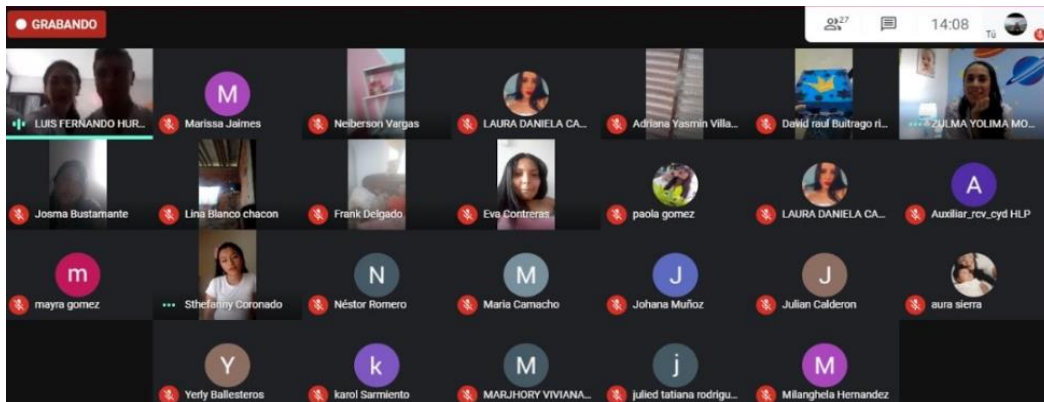 GRABANDO
27
14:08
Tú
LUIS FERNANDO HUR...
M
Marissa Jaimes
Neiberson Vargas
LAURA DANIELA CA...
Adriana Yasmin Villa...
David raul Buitrago ri...
ZULMA YOLIMA MO...
Josma Bustamante
Lina Blanco chacon
Frank Delgado
Eva Contreras
paola gomez
LAURA DANIELA CA...
A
Auxiliar_rcv_cyd HLP
m
mayra gomez
Sthefanny Coronado
N
Néstor Romero
M
Maria Camacho
J
Johana Muñoz
J
Julian Calderon
aura sierra
Y
Yerly Ballesteros
k
karol Sarmiento
M
MARJHORY VIVIANA...
j
julied tatiana rodrigu...
M
Milanghela Hernandez